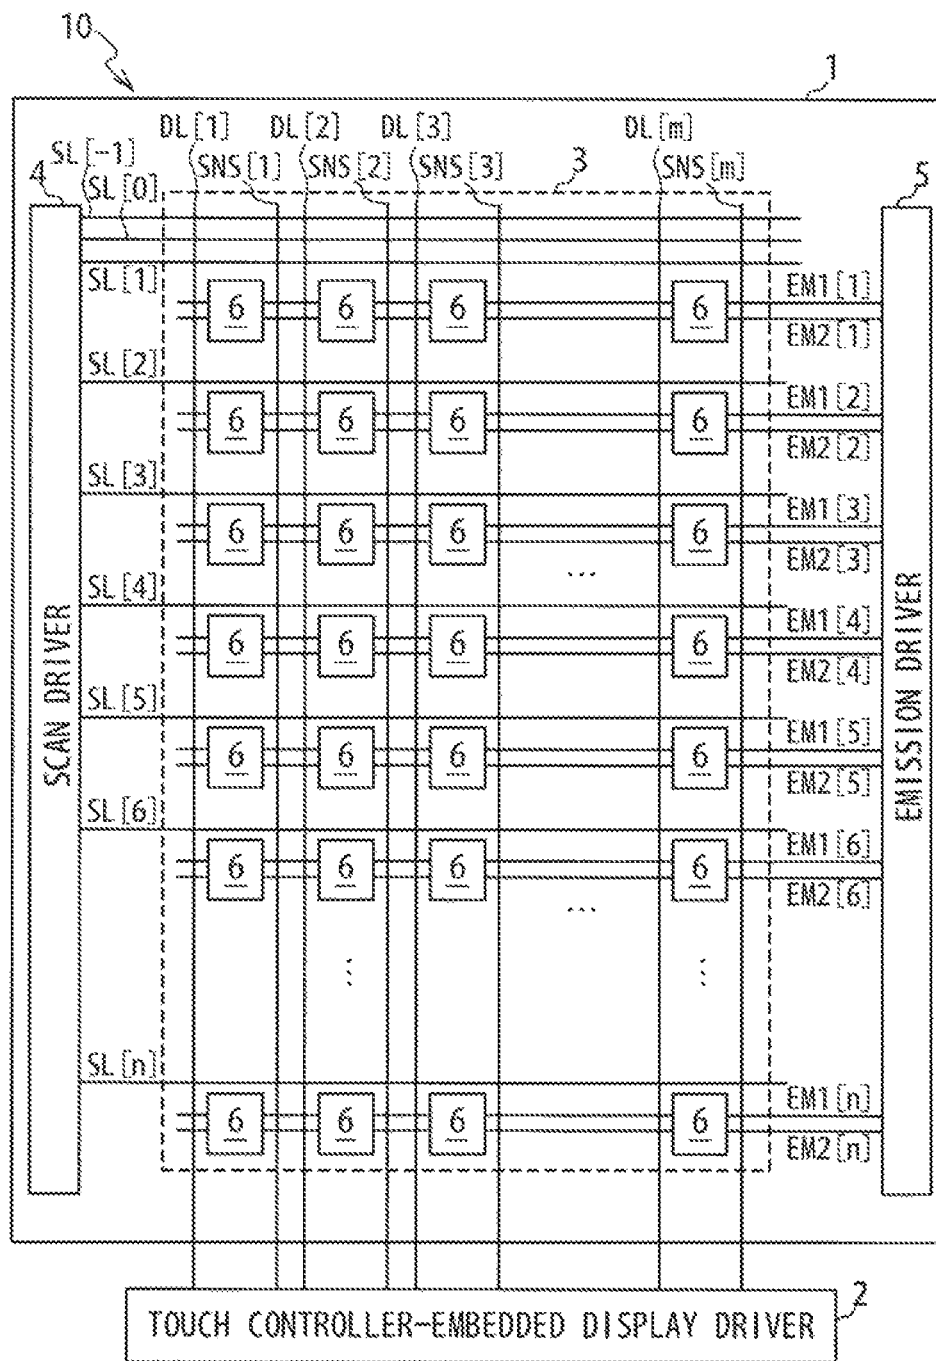 10
1
DL[1] DL[2] DL[3] DL[m]
SL[-1] SNS[1] SNS[2] SNS[3] 3 SNS[m]
4 SL[0] 5
SL[1] 6 6 6 6 EM1[1]
EM2[1]
SL[2] 6 6 6 6 EM1[2]
EM2[2]
SL[3] 6 6 6 6 EM1[3]
... EM2[3]
SL[4] 6 6 6 6 EM1[4]
EM2[4]
SL[5] 6 6 6 6 EM1[5]
EM2[5]
SL[6] 6 6 6 6 EM1[6]
... EM2[6]
... ...
SL[n] 6 6 6 6 EM1[n]
EM2[n]
SCAN DRIVER
EMISSION DRIVER
2
TOUCH CONTROLLER-EMBEDDED DISPLAY DRIVER